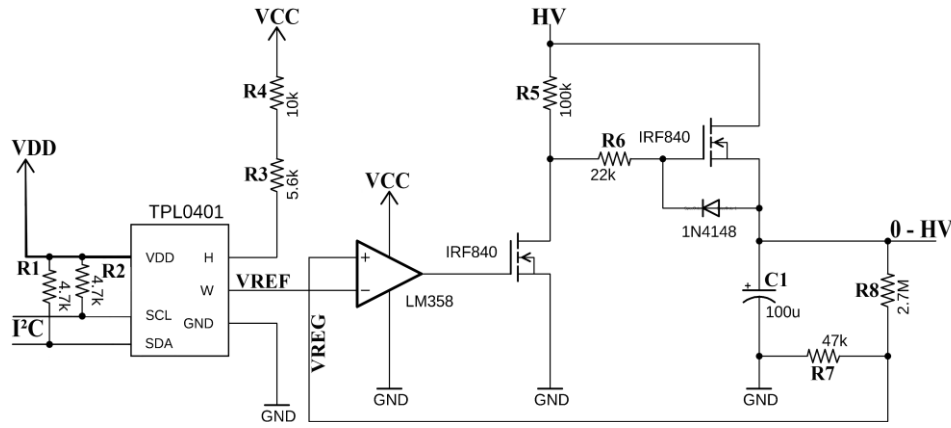 VCC
HV
R4
10k
R5
100k
IRF840
R6
22k
VDD
R3
5.6k
VCC
1N4148
TPL0401
IRF840
0 - HV
R1
4.7k
4.7k
R2
VDD
H
VREF
W
+
−
LM358
C1
+
100u
R8
2.7M
SCL
GND
I²C
SDA
VREG
47k
R7
GND
GND
GND
GND